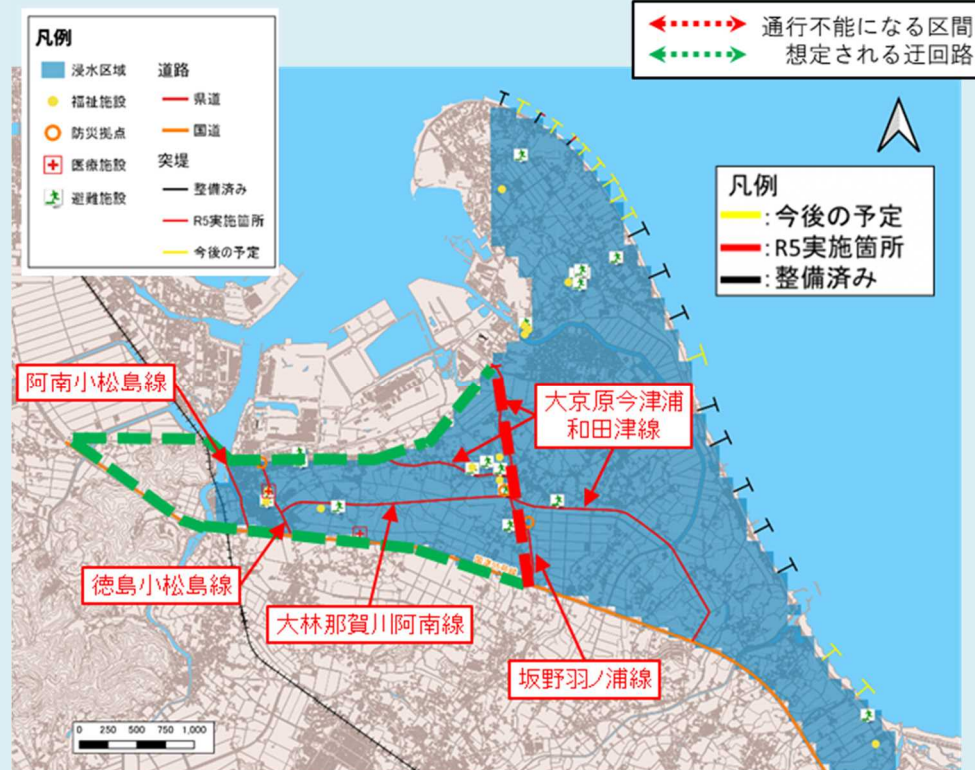 通行不能になる区間
想定される迂回路
凡例
浸水区域
福祉施設
防災拠点
医療施設
避難施設
道路
県道
国道
突堤
整備済み
R5実施箇所
今後の予定
凡例
:今後の予定
:R5実施箇所
:整備済み
阿南小松島線
大京原今津浦
和田津線
徳島小松島線
大林那賀川阿南線
坂野羽ノ浦線
0 250 500 750 1,000